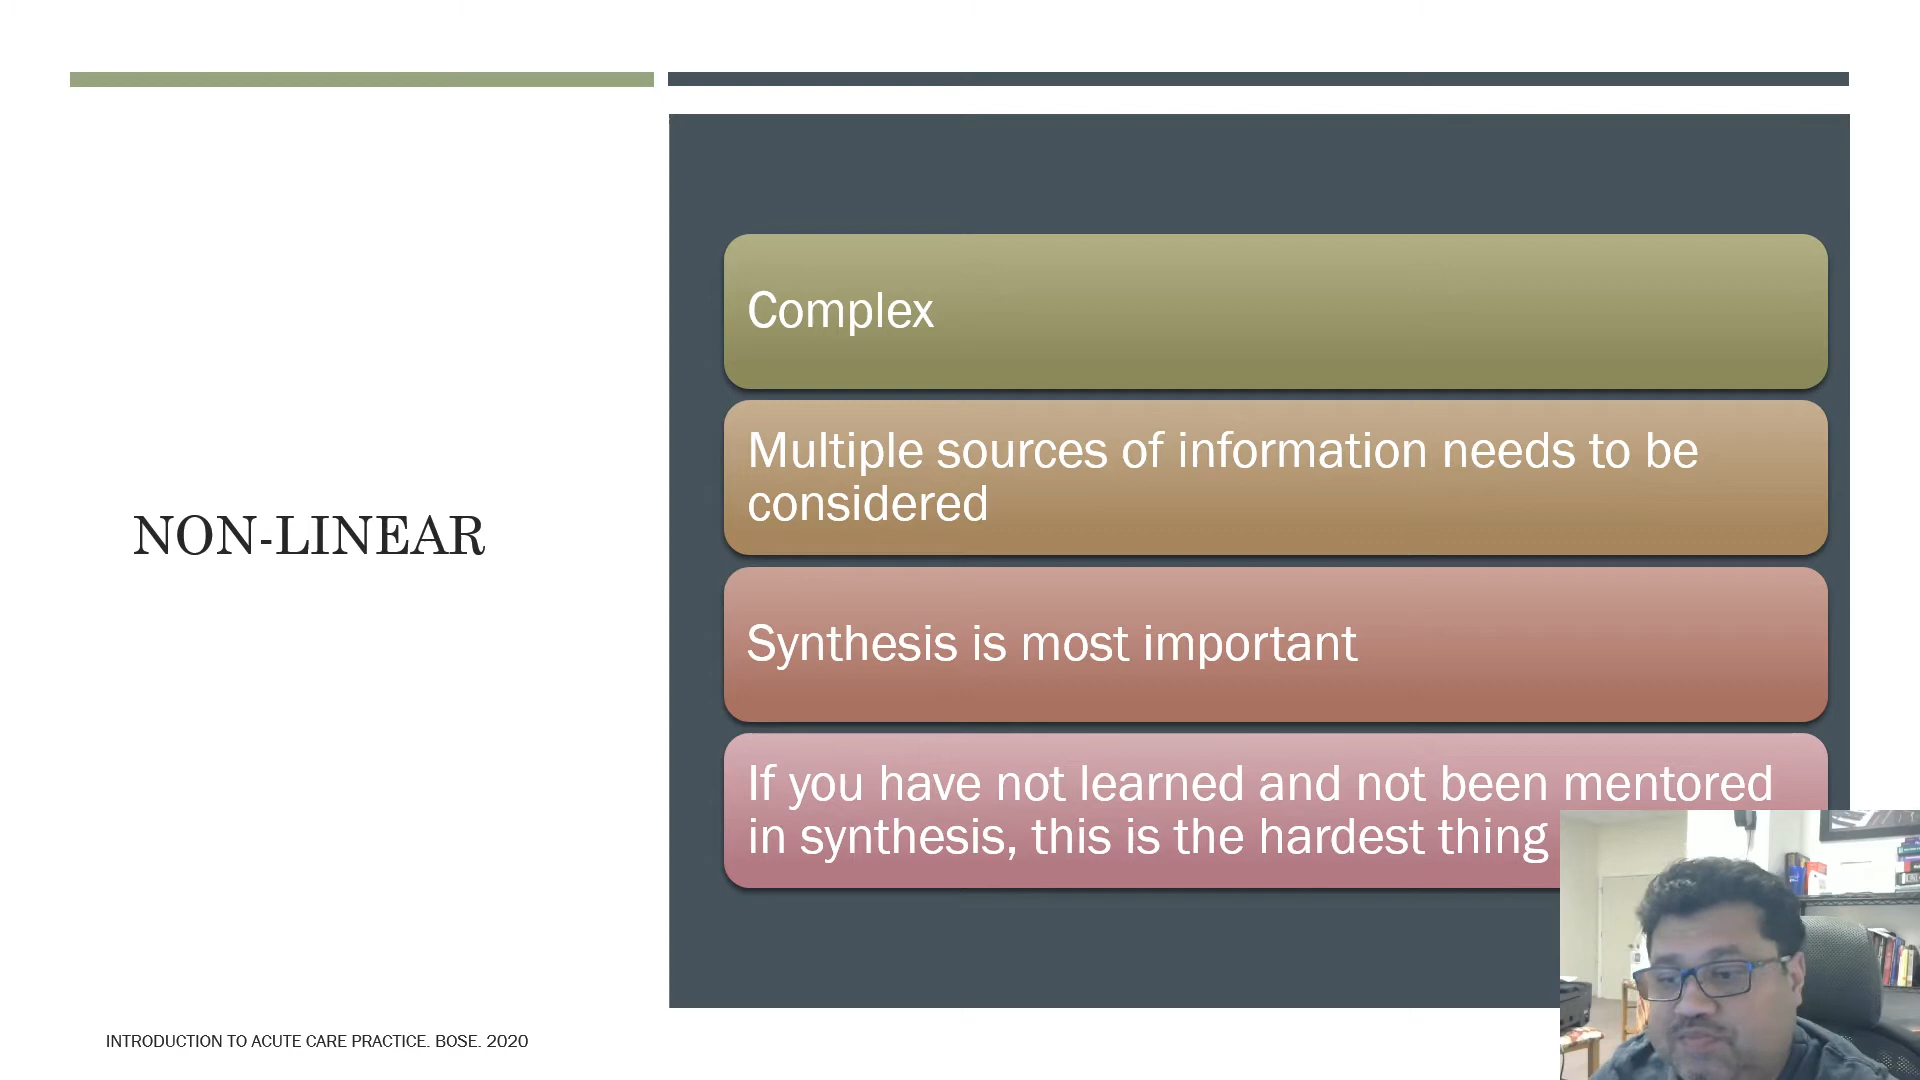 NON-LINEAR
Complex
Multiple sources of information needs to be
considered
Synthesis is most important
If you have not learned and not been mentored
in synthesis, this is the hardest thing
INTRODUCTION TO ACUTE CARE PRACTICE. BOSE. 2020